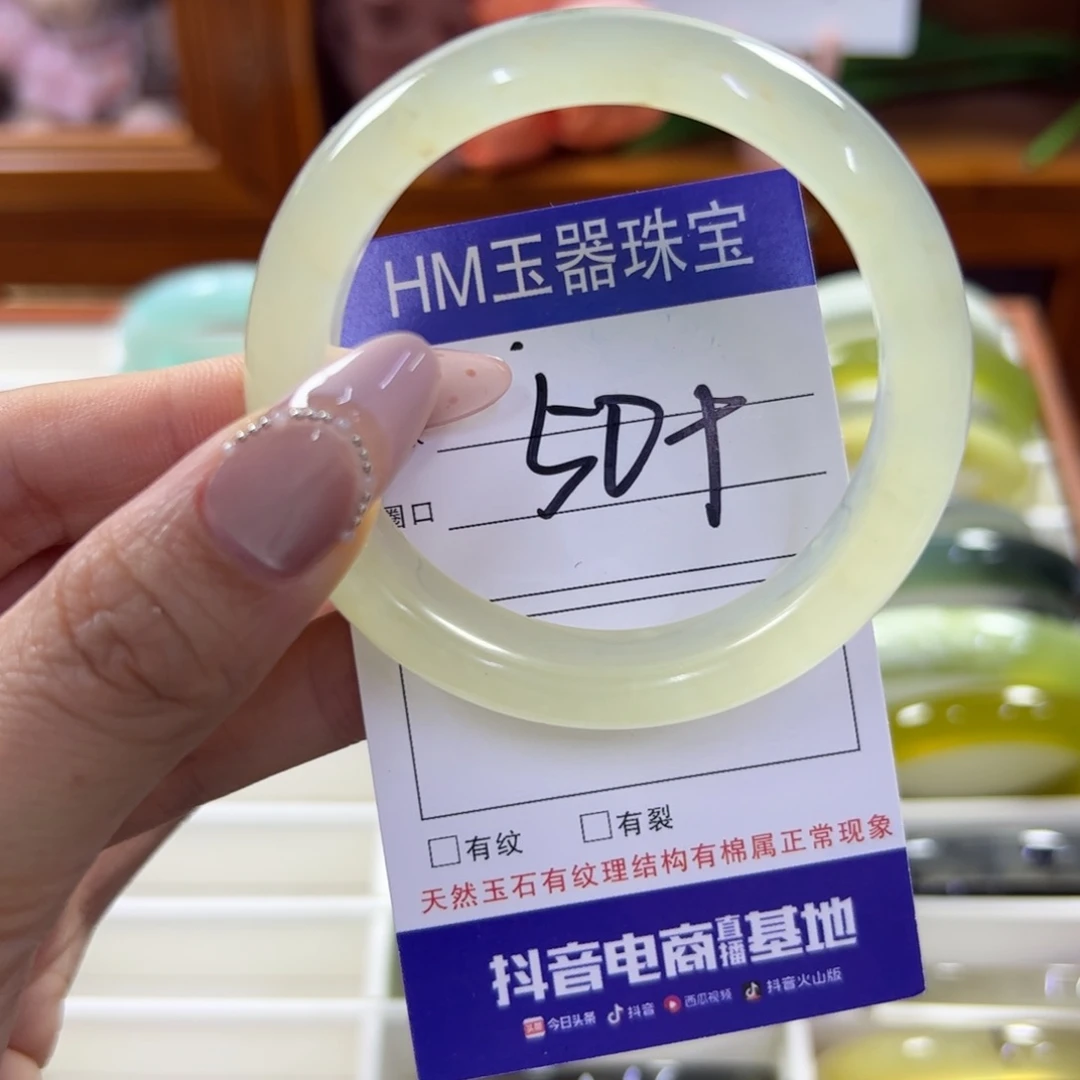 HM玉器珠宝
50+
圈口
有纹 有裂
天然玉石有纹理结构有棉属正常现象
抖音电商直播基地
头条 今日头条 抖音 西瓜视频 抖音火山版